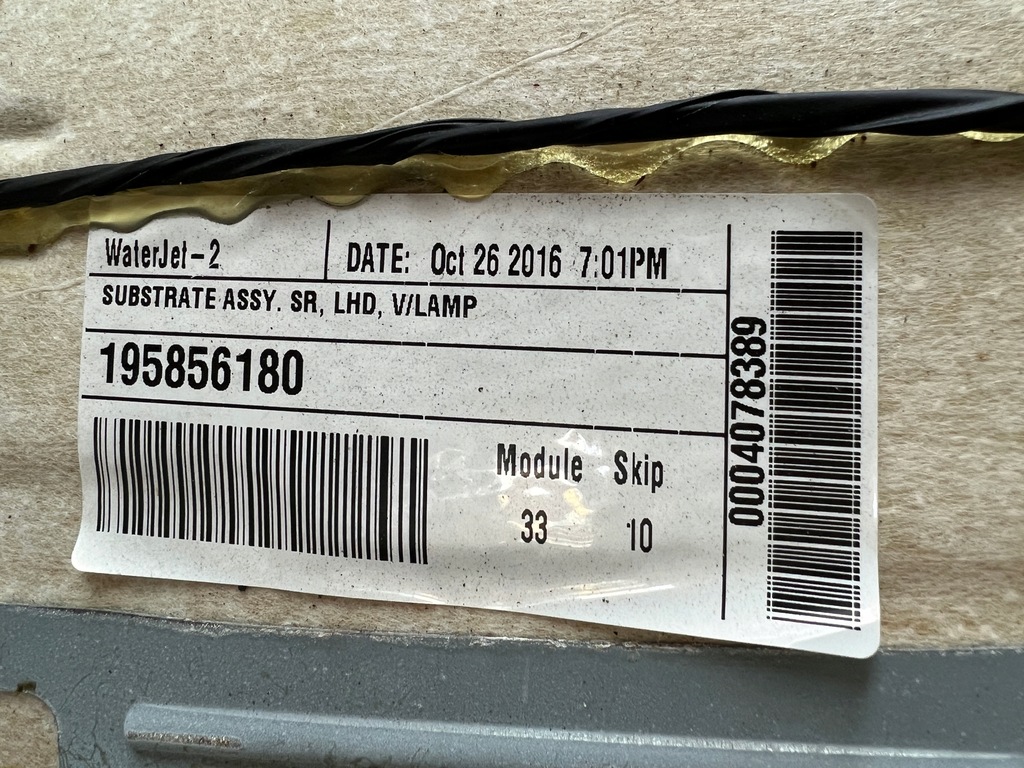 WaterJet-2
DATE: Oct 26 2016 7:01PM
SUBSTRATE ASSY. SR, LHD, V/LAMP
195856180
Module Skip
33 10
0004078389